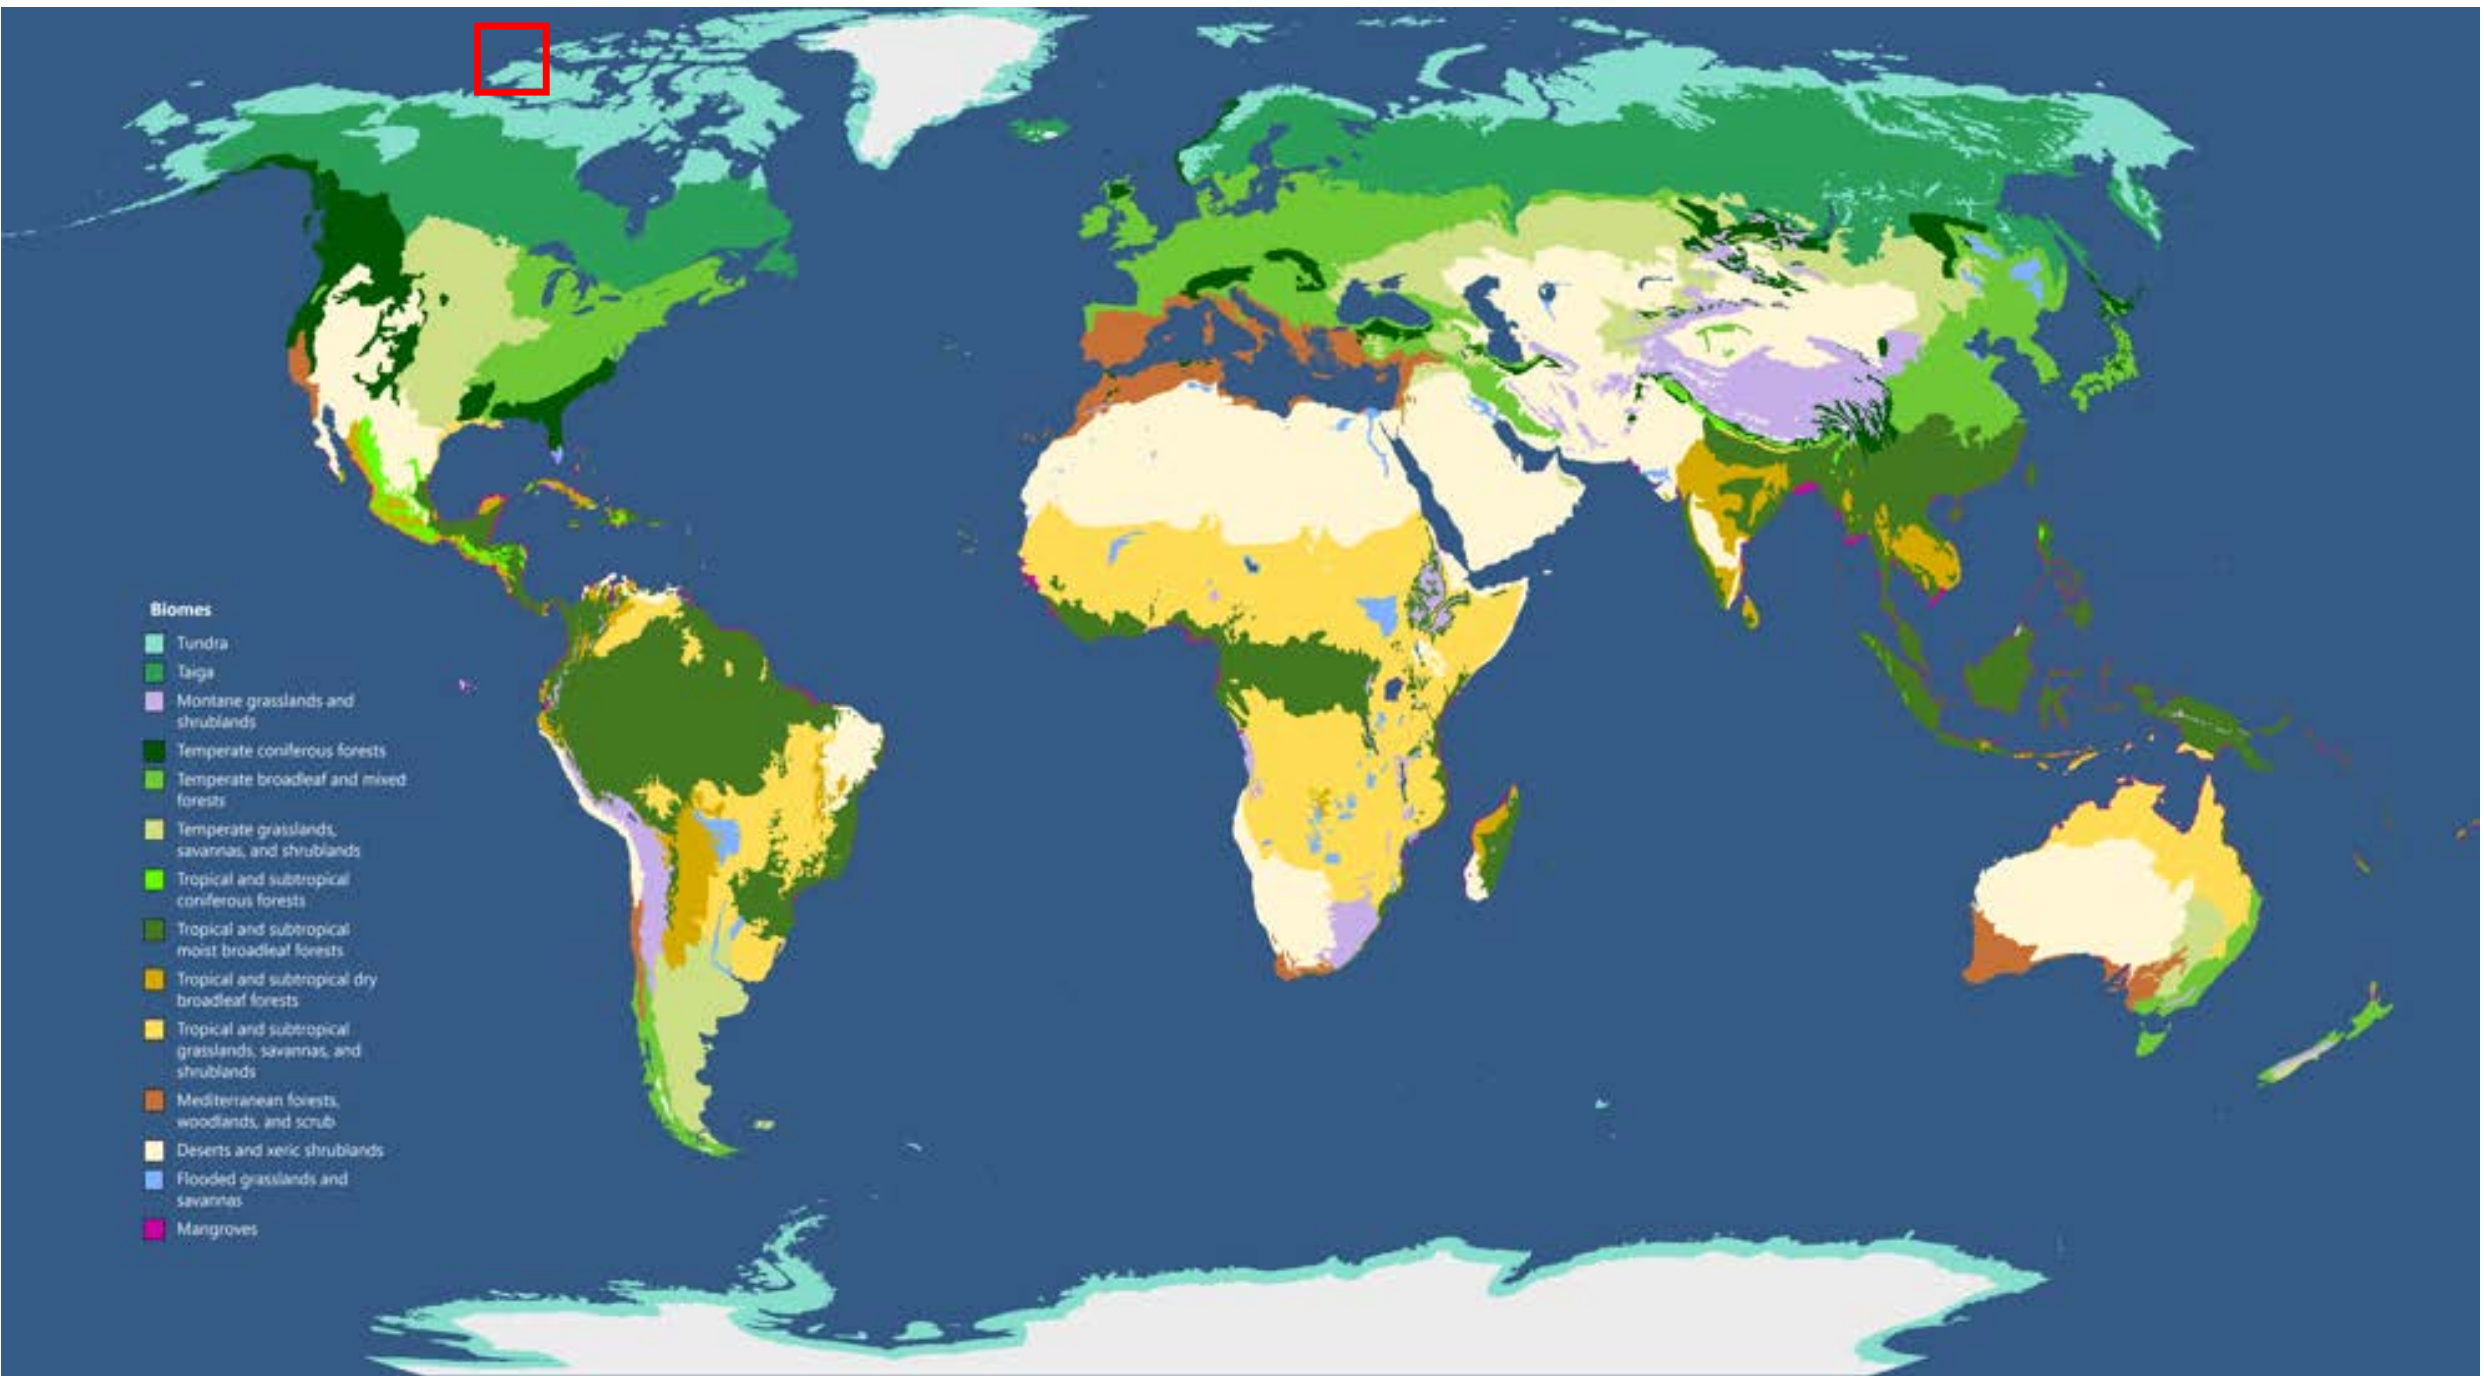 Biomes
Tundra
Taiga
Montane grasslands and
shrublands
Temperate coniferous forests
Temperate broadleaf and mixed
forests
Temperate grasslands,
savannas, and shrublands
Tropical and subtropical
coniferous forests
Tropical and subtropical
moist broadleaf forests
Tropical and subtropical dry
broadleaf forests
Tropical and subtropical
grasslands, savannas, and
shrublands
Mediterranean forests,
woodlands, and scrub
Deserts and xeric shrublands
Flooded grasslands and
savannas
Mangroves